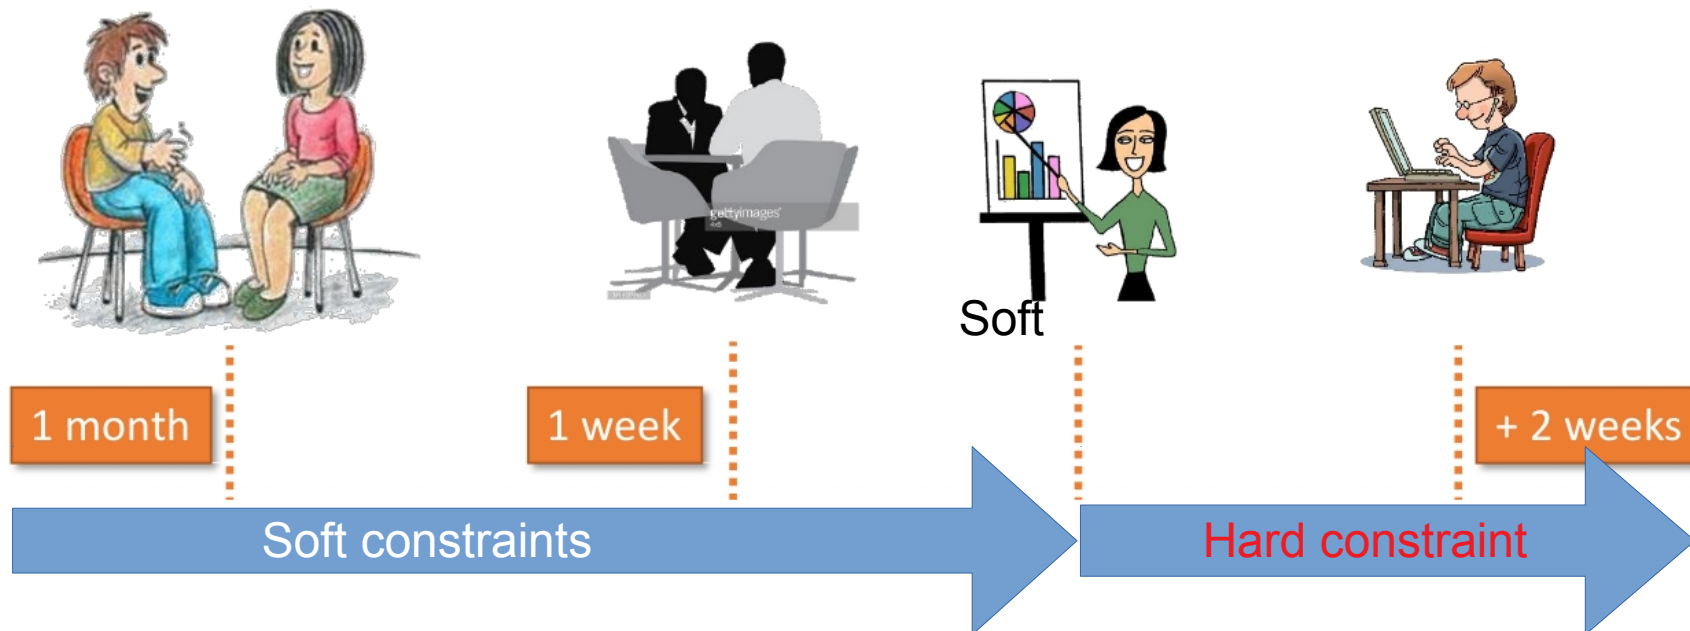 gettyimages
Soft
1 month
1 week
+ 2 weeks
Soft constraints
Hard constraint